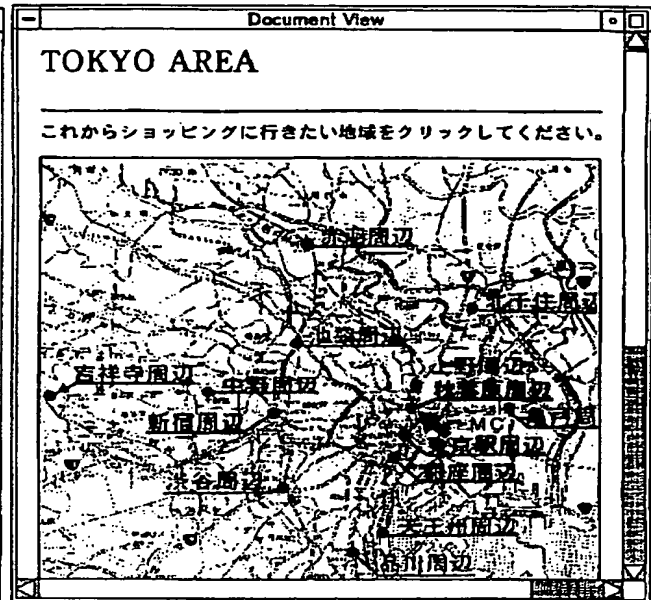 Document View
TOKYO AREA
これからショッピングに行きたい地域をクリックしてください。
赤羽周辺
北千住周辺
池袋周辺
上野周辺
吉祥寺周辺
中野周辺
秋葉原周辺
新宿周辺
亀戸
MC
東京駅周辺
渋谷周辺
銀座周辺
天王州周辺
品川周辺